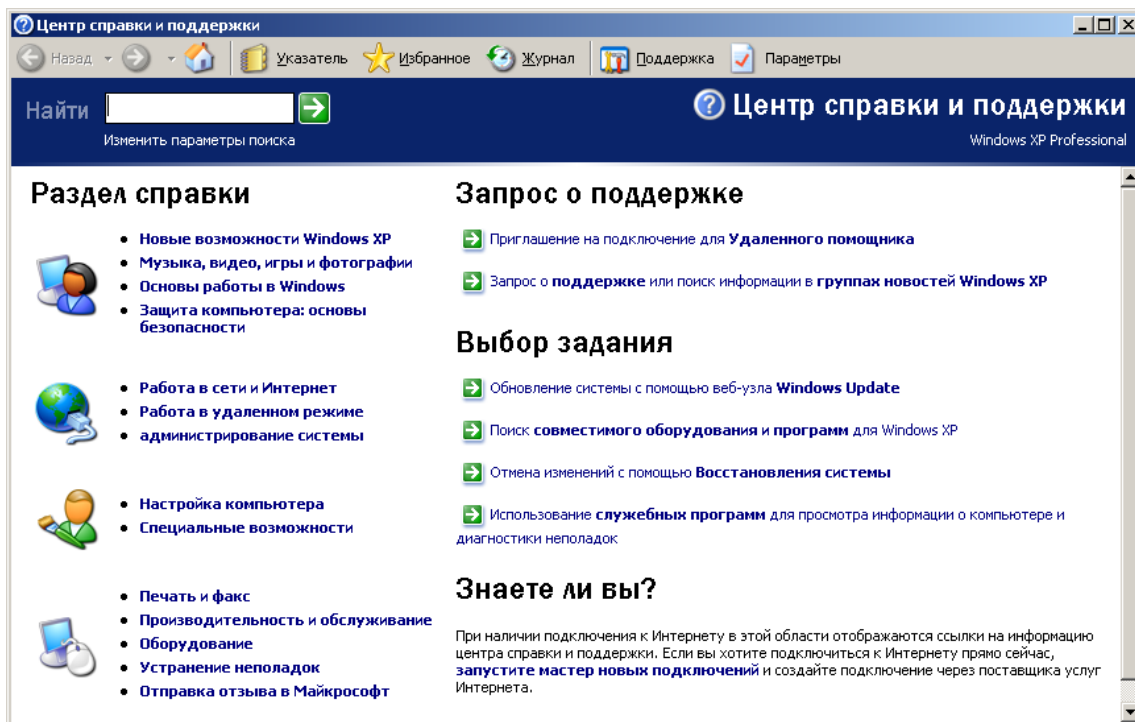 Центр справки и поддержки
Назад Указатель Избранное Журнал Поддержка Параметры
Найти
Изменить параметры поиска
Центр справки и поддержки
Windows XP Professional
Раздел справки
Новые возможности Windows XP
Музыка, видео, игры и фотографии
Основы работы в Windows
Защита компьютера: основы
безопасности
Работа в сети и Интернет
Работа в удаленном режиме
администрирование системы
Настройка компьютера
Специальные возможности
Печать и факс
Производительность и обслуживание
Оборудование
Устранение неполадок
Отправка отзыва в Майкрософт
Запрос о поддержке
Приглашение на подключение для Удаленного помощника
Запрос о поддержке или поиск информации в группах новостей Windows XP
Выбор задания
Обновление системы с помощью веб-узла Windows Update
Поиск совместимого оборудования и программ для Windows XP
Отмена изменений с помощью Восстановления системы
Использование служебных программ для просмотра информации о компьютере и
диагностики неполадок
Знаете ли вы?
При наличии подключения к Интернету в этой области отображаются ссылки на информацию
центра справки и поддержки. Если вы хотите подключиться к Интернету прямо сейчас,
запустите мастер новых подключений и создайте подключение через поставщика услуг
Интернета.